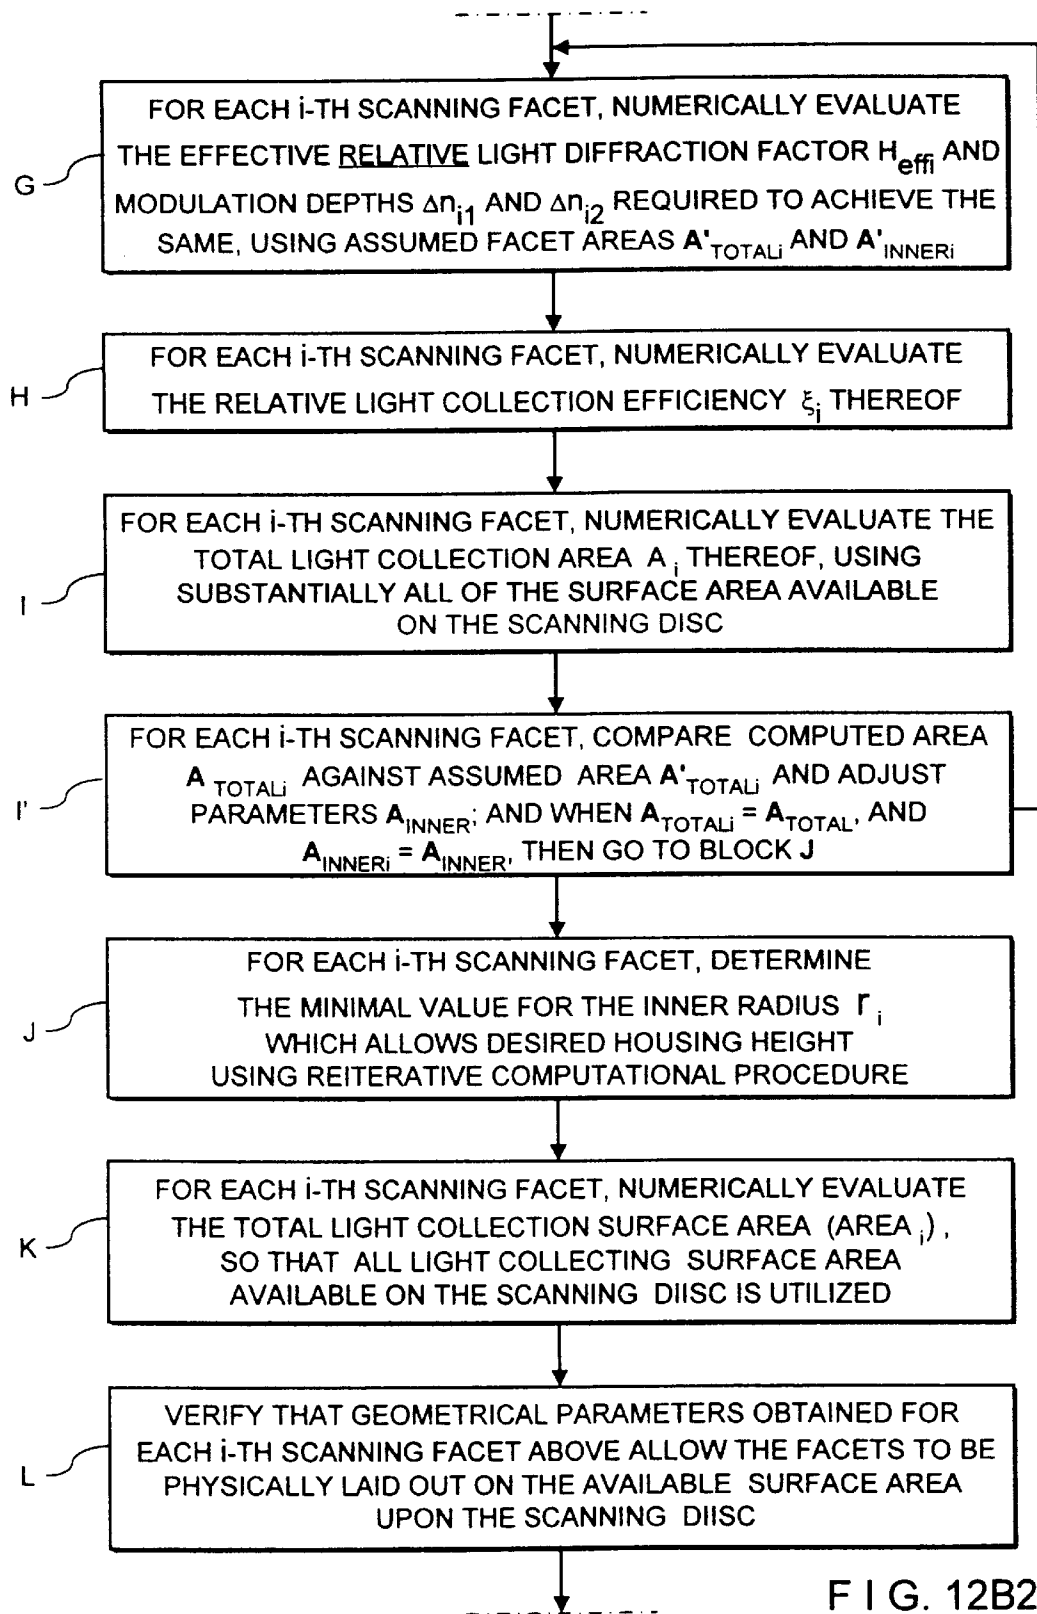 FOR EACH i-TH SCANNING FACET, NUMERICALLY EVALUATE
THE EFFECTIVE RELATIVE LIGHT DIFFRACTION FACTOR Heffi AND
MODULATION DEPTHS Δni1 AND Δni2 REQUIRED TO ACHIEVE THE
SAME, USING ASSUMED FACET AREAS A'TOTALi AND A'INNERi
G
FOR EACH i-TH SCANNING FACET, NUMERICALLY EVALUATE
THE RELATIVE LIGHT COLLECTION EFFICIENCY ξi THEREOF
H
FOR EACH i-TH SCANNING FACET, NUMERICALLY EVALUATE THE
TOTAL LIGHT COLLECTION AREA Ai THEREOF, USING
SUBSTANTIALLY ALL OF THE SURFACE AREA AVAILABLE
ON THE SCANNING DISC
I
FOR EACH i-TH SCANNING FACET, COMPARE COMPUTED AREA
ATOTALi AGAINST ASSUMED AREA A'TOTALi AND ADJUST
PARAMETERS AINNER; AND WHEN ATOTALi = ATOTAL, AND
AINNERi = AINNER, THEN GO TO BLOCK J
I'
FOR EACH i-TH SCANNING FACET, DETERMINE
THE MINIMAL VALUE FOR THE INNER RADIUS ri
WHICH ALLOWS DESIRED HOUSING HEIGHT
USING REITERATIVE COMPUTATIONAL PROCEDURE
J
FOR EACH i-TH SCANNING FACET, NUMERICALLY EVALUATE
THE TOTAL LIGHT COLLECTION SURFACE AREA (AREAi),
SO THAT ALL LIGHT COLLECTING SURFACE AREA
AVAILABLE ON THE SCANNING DIISC IS UTILIZED
K
VERIFY THAT GEOMETRICAL PARAMETERS OBTAINED FOR
EACH i-TH SCANNING FACET ABOVE ALLOW THE FACETS TO BE
PHYSICALLY LAID OUT ON THE AVAILABLE SURFACE AREA
UPON THE SCANNING DIISC
L
FIG. 12B2